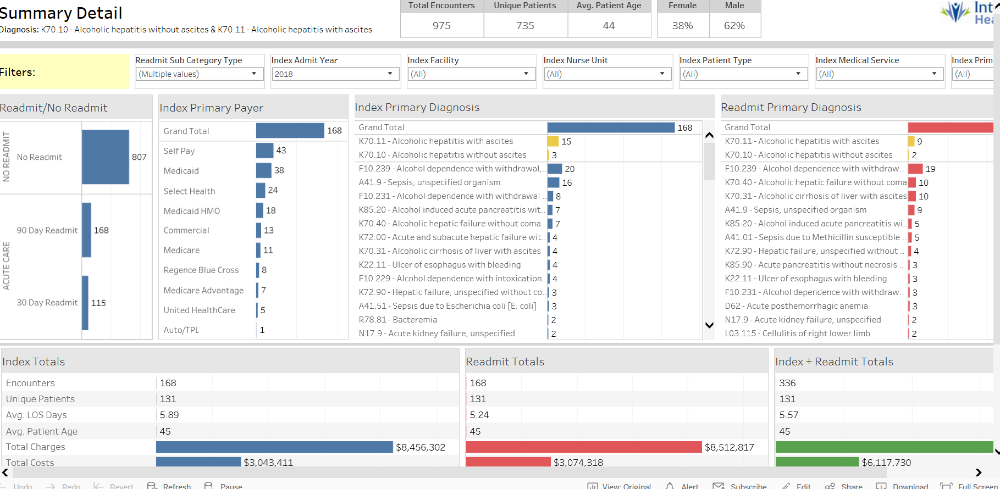 Summary Detail
Diagnosis: K70.10 - Alcoholic hepatitis without ascites & K70.11 - Alcoholic hepatitis with ascites
Total Encounters Unique Patients Avg. Patient Age Female Male
975 735 44 38% 62%
Filters:
Readmit Sub Category Type
(Multiple values)
Index Admit Year
2018
Index Facility
(All)
Index Nurse Unit
(All)
Index Patient Type
(All)
Index Medical Service
(All)
Index Prim
(All)
Readmit/No Readmit
NO READMIT
No Readmit 807
ACUTE CARE
90 Day Readmit 168
30 Day Readmit 115
Index Primary Payer
Grand Total 168
Self Pay 43
Medicaid 38
Select Health 24
Medicaid HMO 18
Commercial 13
Medicare 11
Regence Blue Cross 8
Medicare Advantage 7
United HealthCare 5
Auto/TPL 1
Index Primary Diagnosis
Grand Total 168
K70.11 - Alcoholic hepatitis with ascites 15
K70.10 - Alcoholic hepatitis without ascites 3
F10.239 - Alcohol dependence with withdrawal,.. 20
A41.9 - Sepsis, unspecified organism 16
F10.231 - Alcohol dependence with withdrawal .. 8
K85.20 - Alcohol induced acute pancreatitis wit.. 7
K70.40 - Alcoholic hepatic failure without coma 7
K72.00 - Acute and subacute hepatic failure wit.. 4
K70.31 - Alcoholic cirrhosis of liver with ascites 4
K22.11 - Ulcer of esophagus with bleeding 4
F10.229 - Alcohol dependence with intoxication.. 4
K72.90 - Hepatic failure, unspecified without co.. 3
A41.51 - Sepsis due to Escherichia coli [E. coli] 3
R78.81 - Bacteremia 2
N17.9 - Acute kidney failure, unspecified 2
Readmit Primary Diagnosis
Grand Total
K70.11 - Alcoholic hepatitis with ascites 9
K70.10 - Alcoholic hepatitis without ascites 2
F10.239 - Alcohol dependence with withdraw.. 19
K70.40 - Alcoholic hepatic failure without coma 10
K70.31 - Alcoholic cirrhosis of liver with ascites 10
A41.9 - Sepsis, unspecified organism 9
K85.20 - Alcohol induced acute pancreatitis wi.. 5
A41.01 - Sepsis due to Methicillin susceptible .. 5
K72.90 - Hepatic failure, unspecified without .. 4
K85.90 - Acute pancreatitis without necrosis .. 3
K22.11 - Ulcer of esophagus with bleeding 3
F10.231 - Alcohol dependence with withdraw.. 3
D62 - Acute posthemorrhagic anemia 3
N17.9 - Acute kidney failure, unspecified 2
L03.115 - Cellulitis of right lower limb 2
Index Totals
Encounters 168
Unique Patients 131
Avg. LOS Days 5.89
Avg. Patient Age 45
Total Charges $8,456,302
Total Costs $3,043,411
Readmit Totals
168
131
5.24
45
$8,512,817
$3,074,318
Index + Readmit Totals
336
131
5.57
45
$6,117,730
Undo Redo Revert Refresh Pause View: Original Alert Subscribe Edit Share Download Full Screen